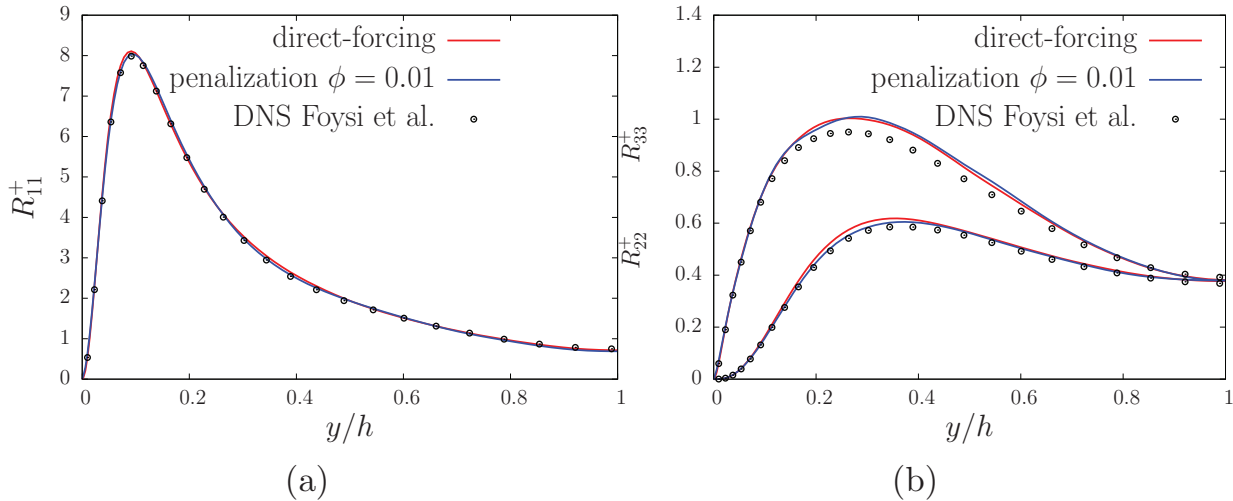 9
8
7
6
5
4
3
2
1
0
0
0.2
0.4
0.6
0.8
1
R₁₁⁺
y/h
direct-forcing
penalization ϕ = 0.01
DNS Foysi et al.
(a)
1.4
1.2
1
0.8
0.6
0.4
0.2
0
0
0.2
0.4
0.6
0.8
1
R₃₃⁺
R₂₂⁺
y/h
direct-forcing
penalization ϕ = 0.01
DNS Foysi et al.
(b)